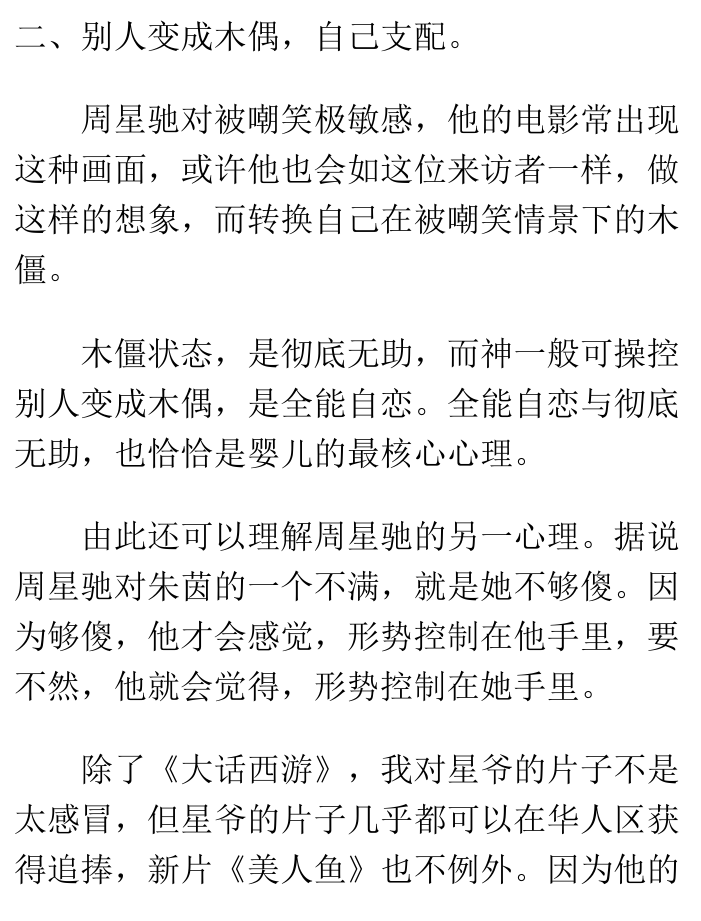 二、别人变成木偶，自己支配。
周星驰对被嘲笑极敏感，他的电影常出现
这种画面，或许他也会如这位来访者一样，做
这样的想象，而转换自己在被嘲笑情景下的木
僵。
木僵状态，是彻底无助，而神一般可操控
别人变成木偶，是全能自恋。全能自恋与彻底
无助，也恰恰是婴儿的最核心心理。
由此还可以理解周星驰的另一心理。据说
周星驰对朱茵的一个不满，就是她不够傻。因
为够傻，他才会感觉，形势控制在他手里，要
不然，他就会觉得，形势控制在她手里。
除了《大话西游》，我对星爷的片子不是
太感冒，但星爷的片子几乎都可以在华人区获
得追捧，新片《美人鱼》也不例外。因为他的